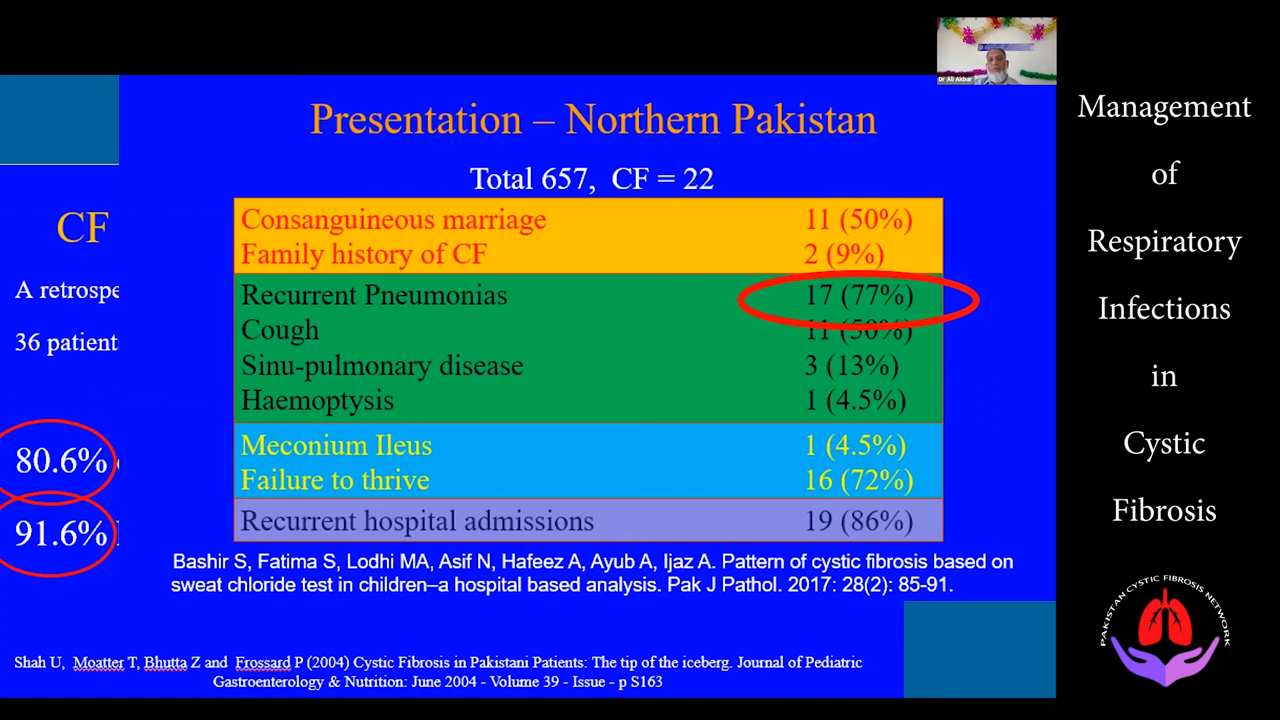 Dr Ali Akbar
Presentation – Northern Pakistan
Total 657, CF = 22
Consanguineous marriage 11 (50%)
Family history of CF 2 (9%)
Recurrent Pneumonias 17 (77%)
Cough 11 (50%)
Sinu-pulmonary disease 3 (13%)
Haemoptysis 1 (4.5%)
Meconium Ileus 1 (4.5%)
Failure to thrive 16 (72%)
Recurrent hospital admissions 19 (86%)
Bashir S, Fatima S, Lodhi MA, Asif N, Hafeez A, Ayub A, Ijaz A. Pattern of cystic fibrosis based on
sweat chloride test in children–a hospital based analysis. Pak J Pathol. 2017: 28(2): 85-91.
CF
A retrospe
36 patient
80.6%
91.6%
Shah U, Moatter T, Bhutta Z and Frossard P (2004) Cystic Fibrosis in Pakistani Patients: The tip of the iceberg. Journal of Pediatric
Gastroenterology & Nutrition: June 2004 - Volume 39 - Issue - p S163
Management
of
Respiratory
Infections
in
Cystic
Fibrosis
PAKISTAN CYSTIC FIBROSIS NETWORK